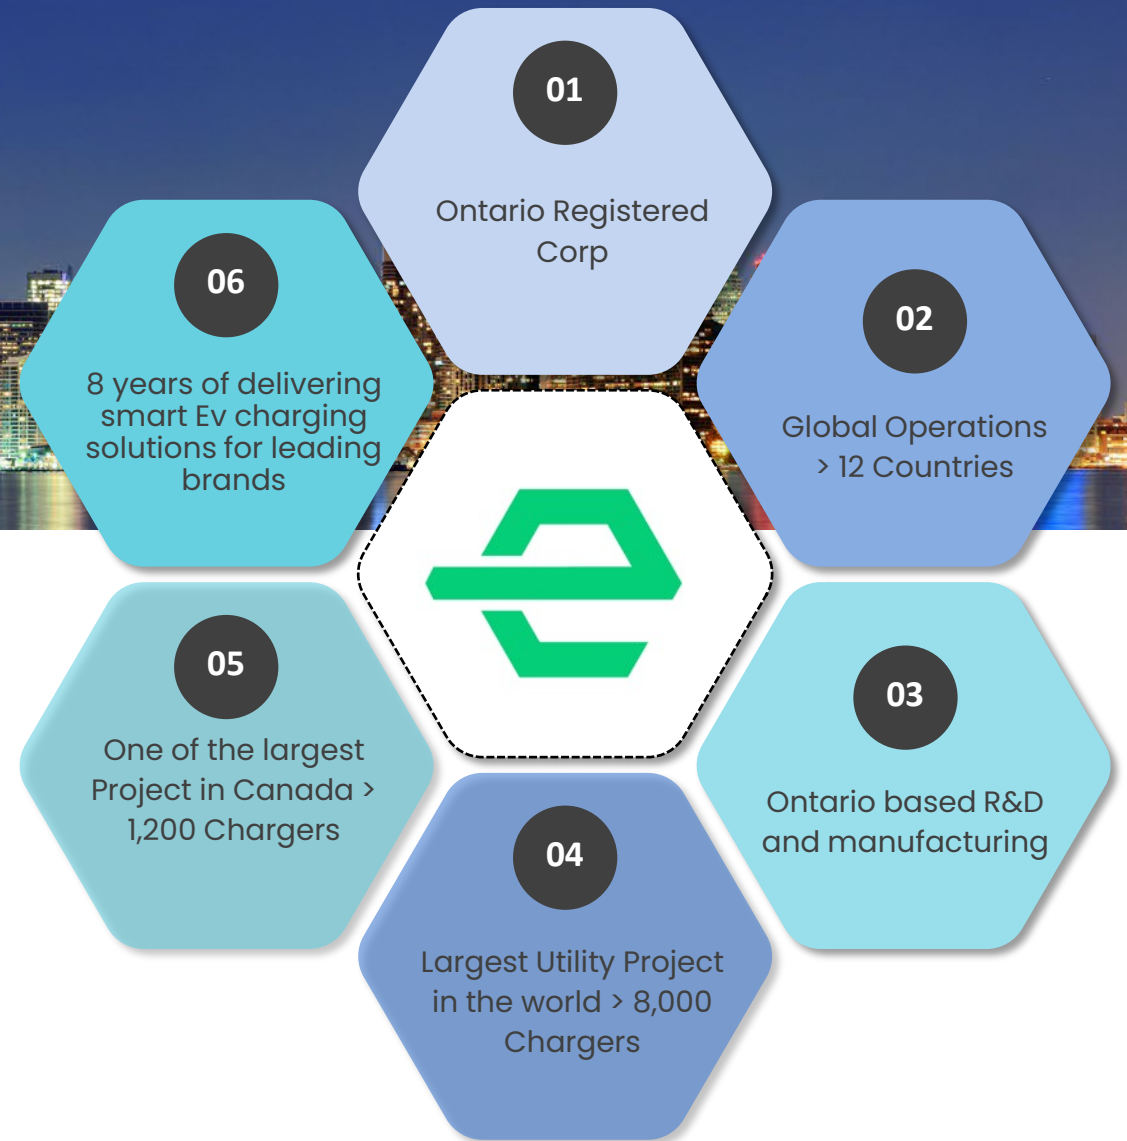 01
Ontario Registered
Corp
02
Global Operations
> 12 Countries
03
Ontario based R&D
and manufacturing
04
Largest Utility Project
in the world > 8,000
Chargers
05
One of the largest
Project in Canada >
1,200 Chargers
06
8 years of delivering
smart Ev charging
solutions for leading
brands